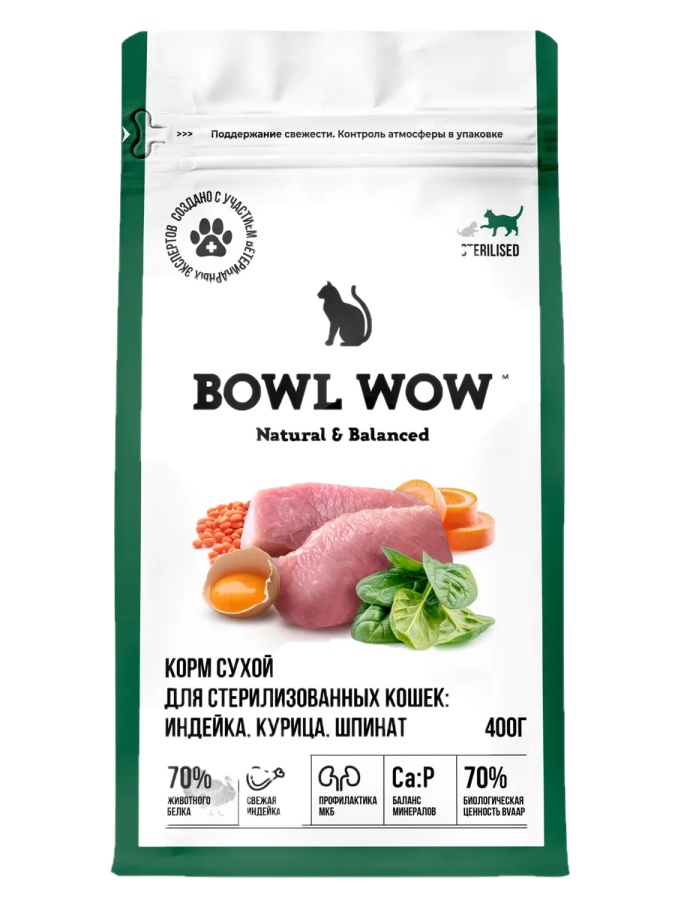 >>> Поддержание свежести. Контроль атмосферы в упаковке
СОЗДАНО С УЧАСТИЕМ ВЕТЕРИНАРНЫХ ЭКСПЕРТОВ
STERILISED
BOWL WOW
Natural & Balanced
КОРМ СУХОЙ
ДЛЯ СТЕРИЛИЗОВАННЫХ КОШЕК:
ИНДЕЙКА, КУРИЦА, ШПИНАТ 400Г
70%
ЖИВОТНОГО
БЕЛКА
СВЕЖАЯ
ИНДЕЙКА
ПРОФИЛАКТИКА
МКБ
Ca:P
БАЛАНС
МИНЕРАЛОВ
70%
БИОЛОГИЧЕСКАЯ
ЦЕННОСТЬ BVAAP